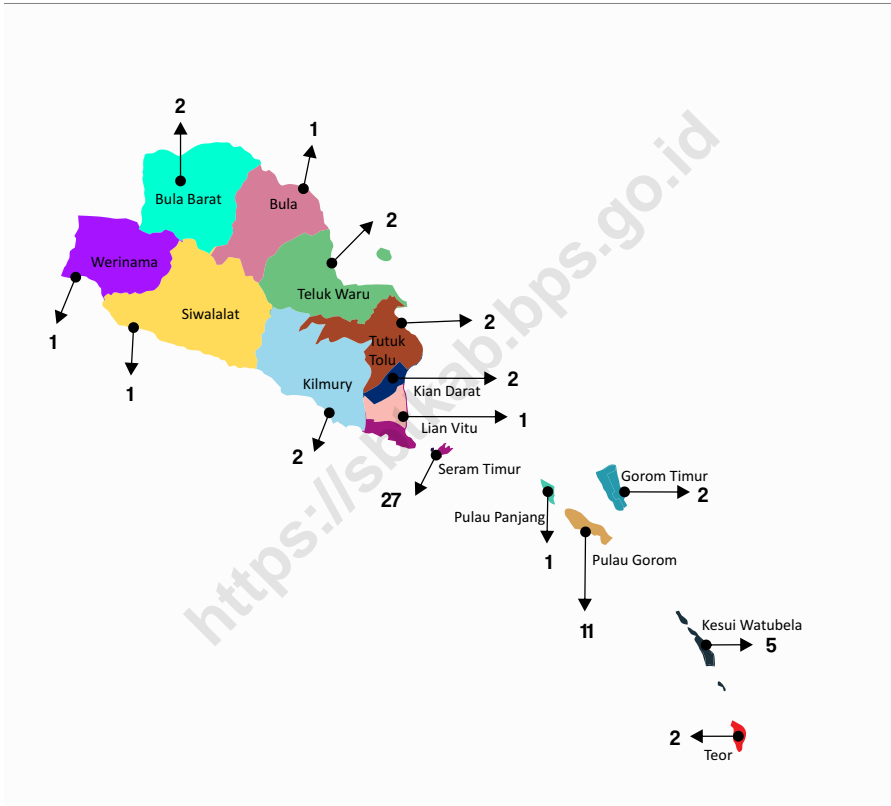 2
1
Bula Barat
Bula
2
Werinama
Teluk Waru
Siwalalat
1
2
Tutuk
Tolu
1
Kilmury
2
Kian Darat
1
Lian Vitu
2
Seram Timur
27
Gorom Timur
2
Pulau Panjang
1
Pulau Gorom
11
Kesui Watubela
5
2
Teor
https://sbtkab.bps.go.id